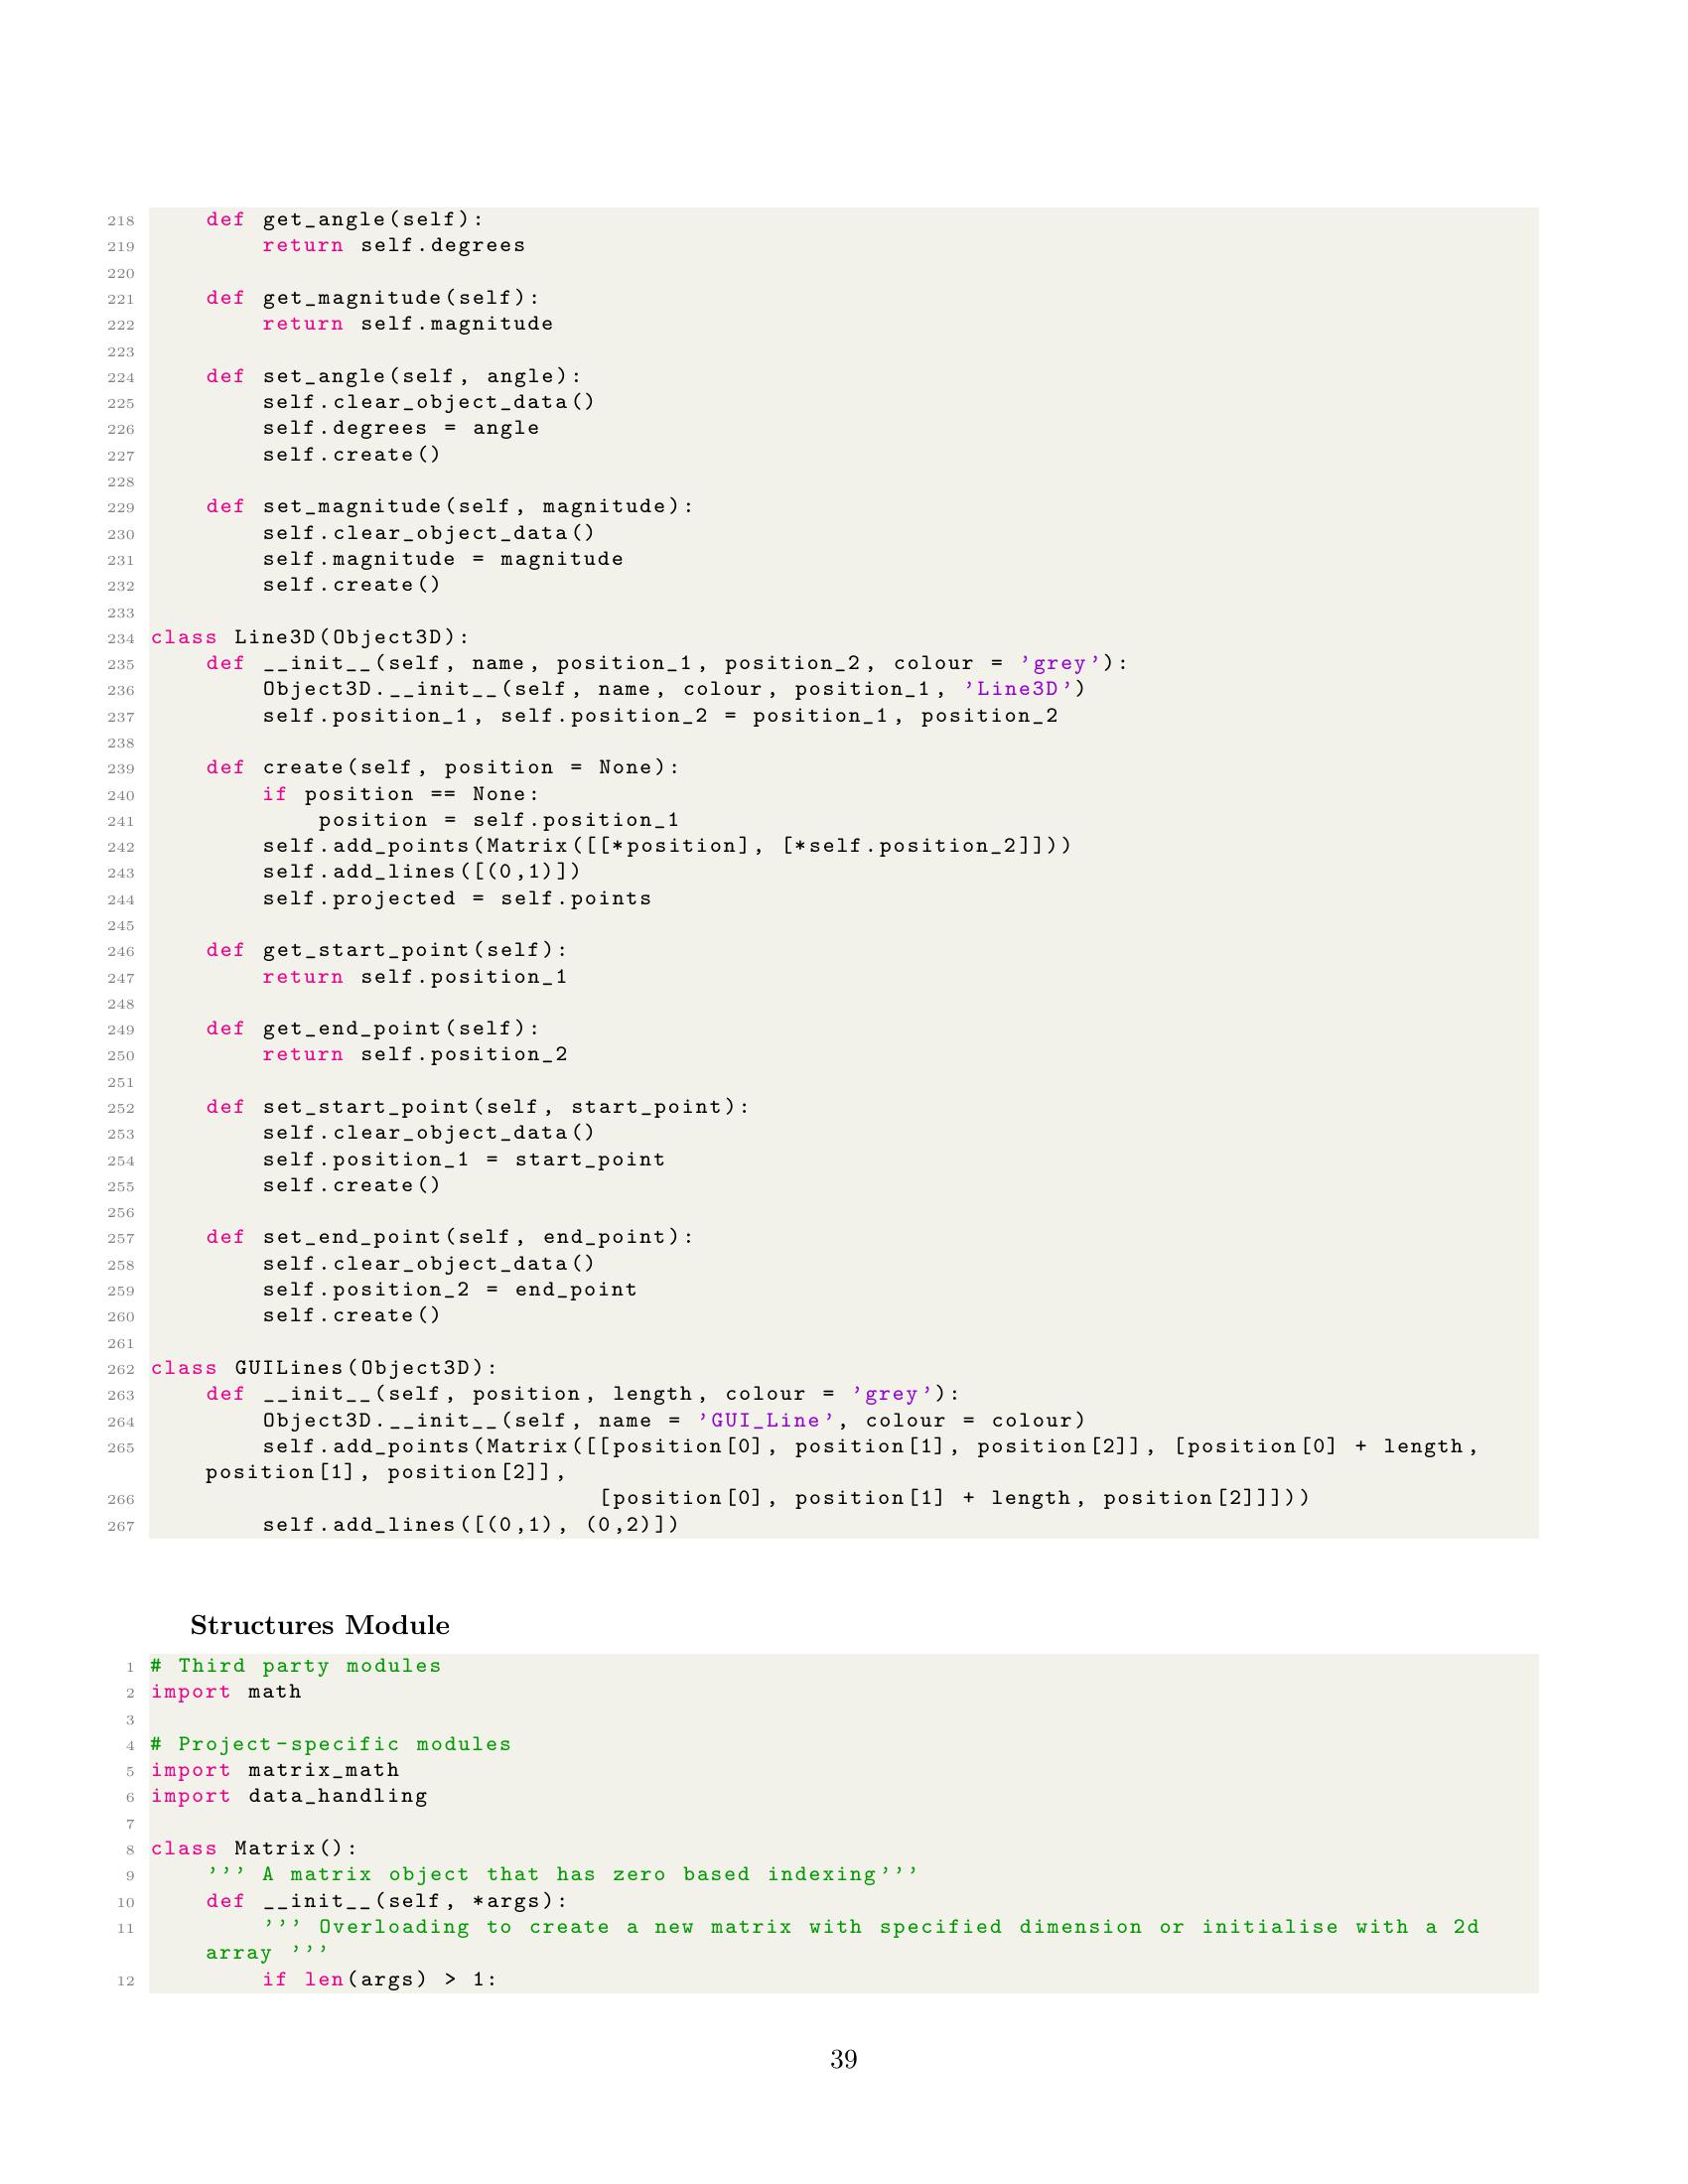 218     def get_angle(self):
219         return self.degrees
220
221     def get_magnitude(self):
222         return self.magnitude
223
224     def set_angle(self, angle):
225         self.clear_object_data()
226         self.degrees = angle
227         self.create()
228
229     def set_magnitude(self, magnitude):
230         self.clear_object_data()
231         self.magnitude = magnitude
232         self.create()
233
234 class Line3D(Object3D):
235     def __init__(self, name, position_1, position_2, colour = 'grey'):
236         Object3D.__init__(self, name, colour, position_1, 'Line3D')
237         self.position_1, self.position_2 = position_1, position_2
238
239     def create(self, position = None):
240         if position == None:
241             position = self.position_1
242         self.add_points(Matrix([[*position], [*self.position_2]]))
243         self.add_lines([(0,1)])
244         self.projected = self.points
245
246     def get_start_point(self):
247         return self.position_1
248
249     def get_end_point(self):
250         return self.position_2
251
252     def set_start_point(self, start_point):
253         self.clear_object_data()
254         self.position_1 = start_point
255         self.create()
256
257     def set_end_point(self, end_point):
258         self.clear_object_data()
259         self.position_2 = end_point
260         self.create()
261
262 class GUILines(Object3D):
263     def __init__(self, position, length, colour = 'grey'):
264         Object3D.__init__(self, name = 'GUI_Line', colour = colour)
265         self.add_points(Matrix([[position[0], position[1], position[2]], [position[0] + length,
    position[1], position[2]],
266                                 [position[0], position[1] + length, position[2]]]))
267         self.add_lines([(0,1), (0,2)])
Structures Module
1 # Third party modules
2 import math
3
4 # Project-specific modules
5 import matrix_math
6 import data_handling
7
8 class Matrix():
9     ''' A matrix object that has zero based indexing'''
10     def __init__(self, *args):
11         ''' Overloading to create a new matrix with specified dimension or initialise with a 2d
    array '''
12         if len(args) > 1:
39